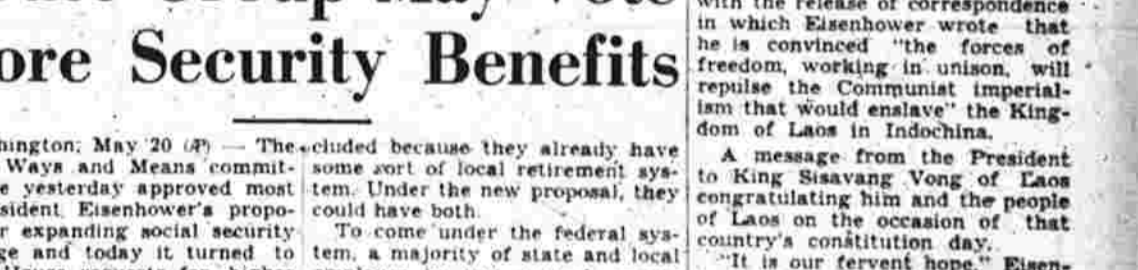 Group May Vote
ore Security Benefits
hington, May 20 (AP) — The
Ways and Means commit-
e yesterday approved most
sident Eisenhower's propo-
r expanding social security
ge and today it turned to
cluded because they already have
some sort of local retirement sys-
tem. Under the new proposal, they
could have both.
To come under the federal sys-
tem, a majority of state and local
with the release of correspondence
in which Eisenhower wrote that
he is convinced "the forces of
freedom, working in unison, will
repulse the Communist imperial-
ism that would enslave" the King-
dom of Laos in Indochina.
A message from the President
to King Sisavang Vong of Laos
congratulating him and the people
of Laos on the occasion of that
country's constitution day.
"It is our fervent hope," Eisen-